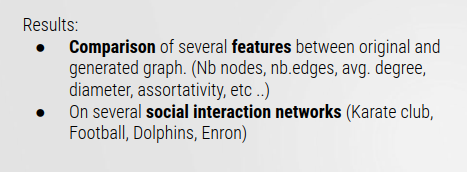 Results:
● Comparison of several features between original and
generated graph. (Nb nodes, nb.edges, avg. degree,
diameter, assortativity, etc ..)
● On several social interaction networks (Karate club,
Football, Dolphins, Enron)